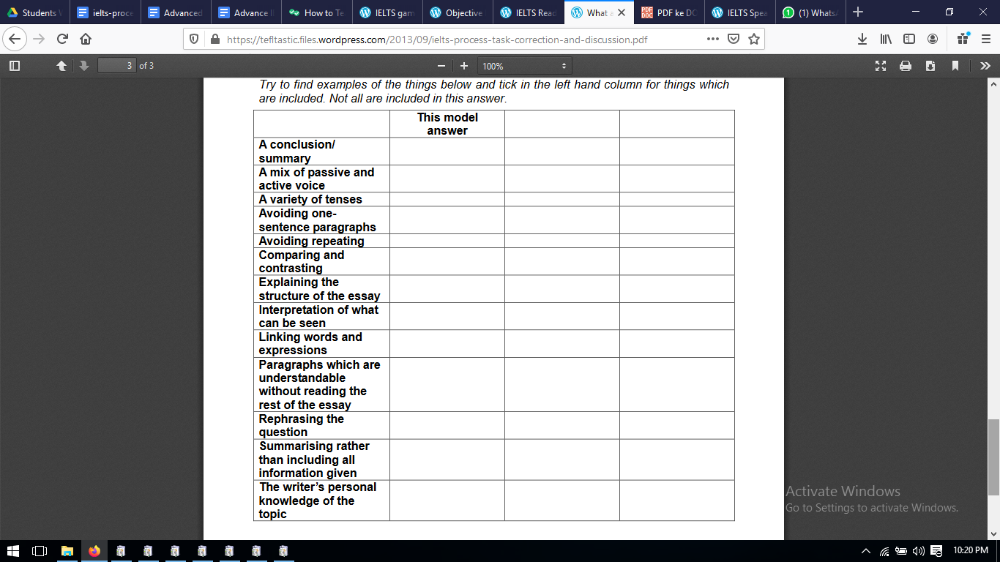 Students W
ielts-proce
Advanced
Advance I
How to Te
IELTS gam
Objective
IELTS Read
What a
PDF ke DO
IELTS Spea
(1) Whats
https://tefltastic.files.wordpress.com/2013/09/ielts-process-task-correction-and-discussion.pdf
3 of 3
100%
Try to find examples of the things below and tick in the left hand column for things which
are included. Not all are included in this answer.
This model
answer
A conclusion/
summary
A mix of passive and
active voice
A variety of tenses
Avoiding one-
sentence paragraphs
Avoiding repeating
Comparing and
contrasting
Explaining the
structure of the essay
Interpretation of what
can be seen
Linking words and
expressions
Paragraphs which are
understandable
without reading the
rest of the essay
Rephrasing the
question
Summarising rather
than including all
information given
The writer's personal
knowledge of the
topic
Activate Windows
Go to Settings to activate Windows.
10:20 PM